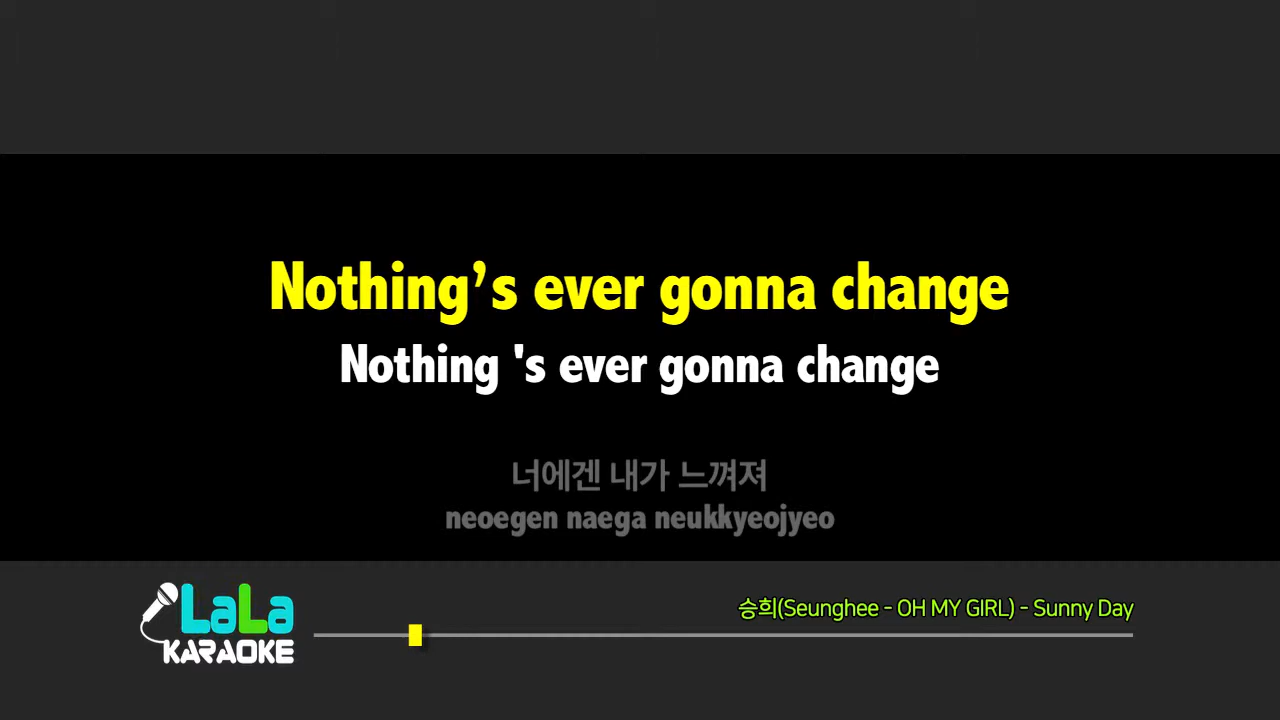 Nothing’s ever gonna change
Nothing 's ever gonna change
너에겐 내가 느껴져
neoegen naega neukkyeojyeo
LaLa
KARAOKE
승희(Seunghee - OH MY GIRL) - Sunny Day